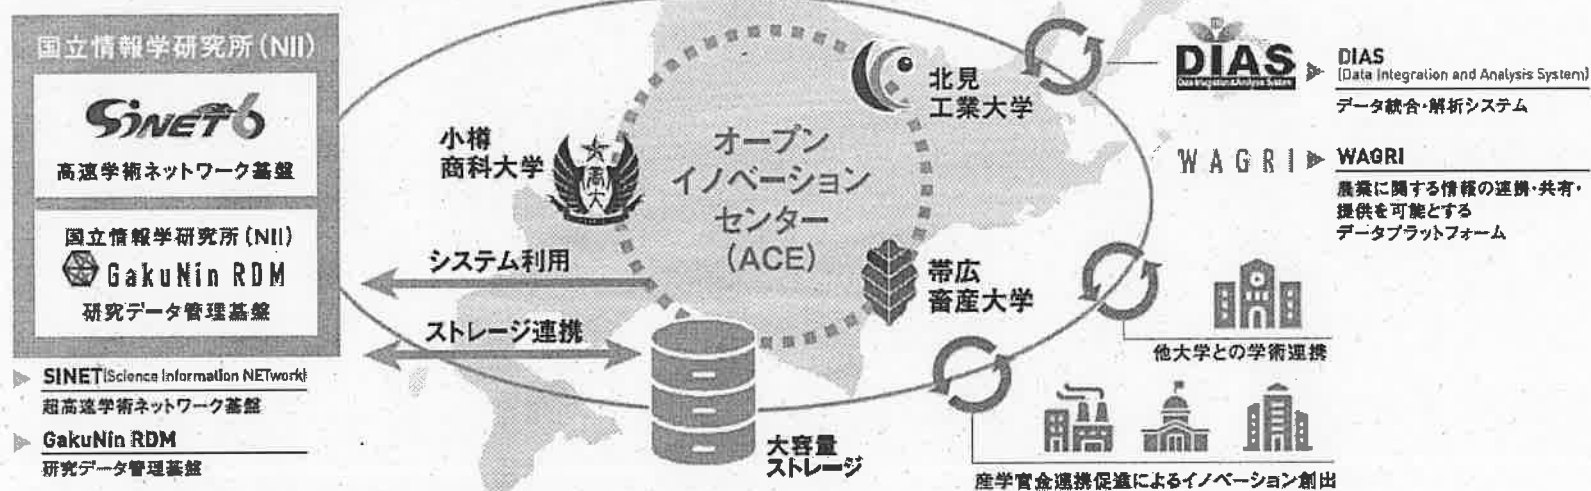 国立情報学研究所(NII)
SiNET6
高速学術ネットワーク基盤
国立情報学研究所(NII)
GakuNin RDM
研究データ管理基盤
SINET(Science Information NETwork)
超高速学術ネットワーク基盤
GakuNin RDM
研究データ管理基盤
小樽
商科大学
商大
システム利用
ストレージ連携
オープン
イノベーション
センター
(ACE)
北見
工業大学
帯広
畜産大学
大容量
ストレージ
DIAS
Data Integration and Analysis System
DIAS
(Data Integration and Analysis System)
データ統合・解析システム
WAGRI
WAGRI
農業に関する情報の連携・共有・
提供を可能とする
データプラットフォーム
他大学との学術連携
産学官金連携促進によるイノベーション創出